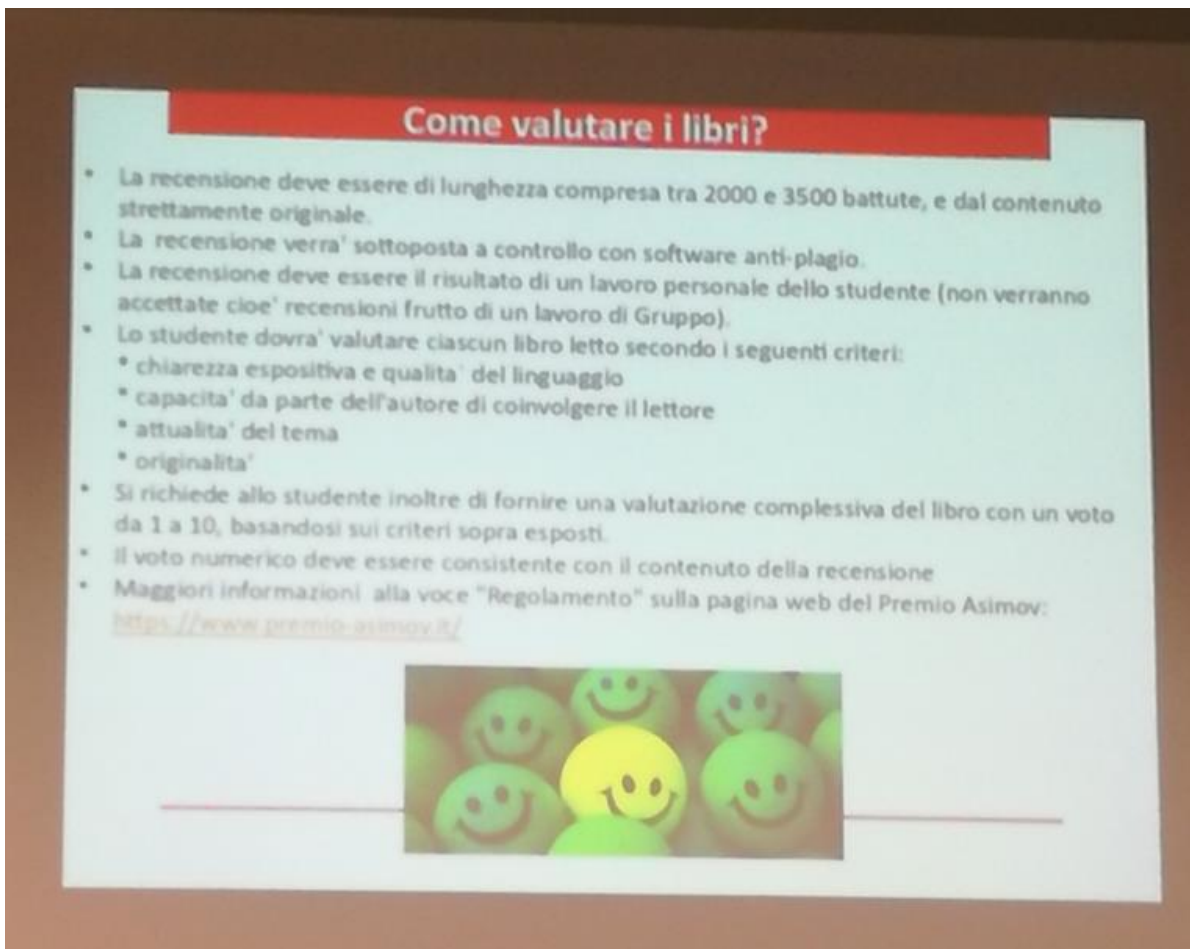 Come valutare i libri?
• La recensione deve essere di lunghezza compresa tra 2000 e 3500 battute, e dal contenuto
strettamente originale.
• La recensione verra' sottoposta a controllo con software anti-plagio.
• La recensione deve essere il risultato di un lavoro personale dello studente (non verranno
accettate cioe' recensioni frutto di un lavoro di Gruppo).
• Lo studente dovra' valutare ciascun libro letto secondo i seguenti criteri:
* chiarezza espositiva e qualita' del linguaggio
* capacita' da parte dell'autore di coinvolgere il lettore
* attualita' del tema
* originalita'
• Si richiede allo studente inoltre di fornire una valutazione complessiva del libro con un voto
da 1 a 10, basandosi sui criteri sopra esposti.
• Il voto numerico deve essere consistente con il contenuto della recensione
• Maggiori informazioni alla voce "Regolamento" sulla pagina web del Premio Asimov:
https://www.premio-asimov.it/